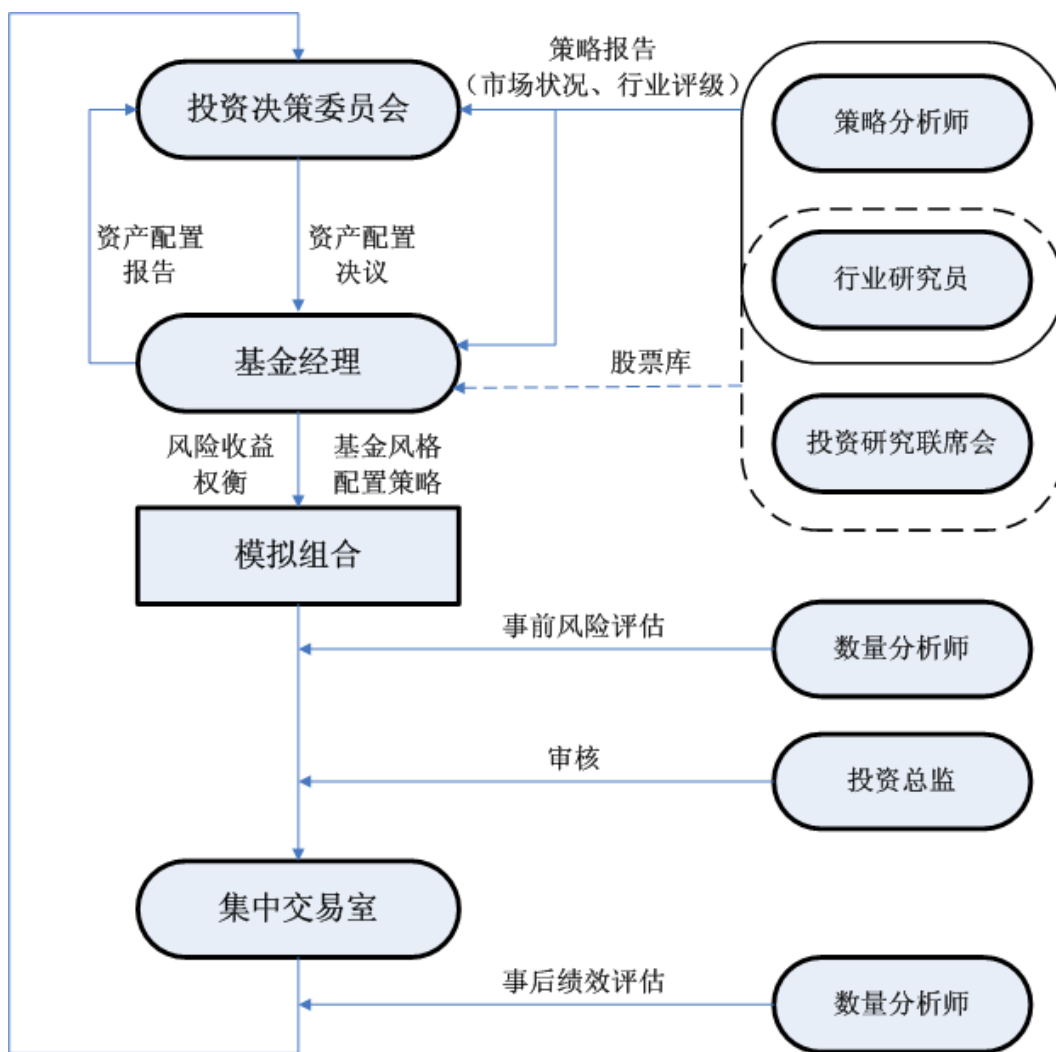 策略报告
（市场状况、行业评级）
投资决策委员会
策略分析师
资产配置
报告
资产配置
决议
行业研究员
基金经理
股票库
风险收益
权衡
基金风格
配置策略
投资研究联席会
模拟组合
事前风险评估
数量分析师
审核
投资总监
集中交易室
事后绩效评估
数量分析师